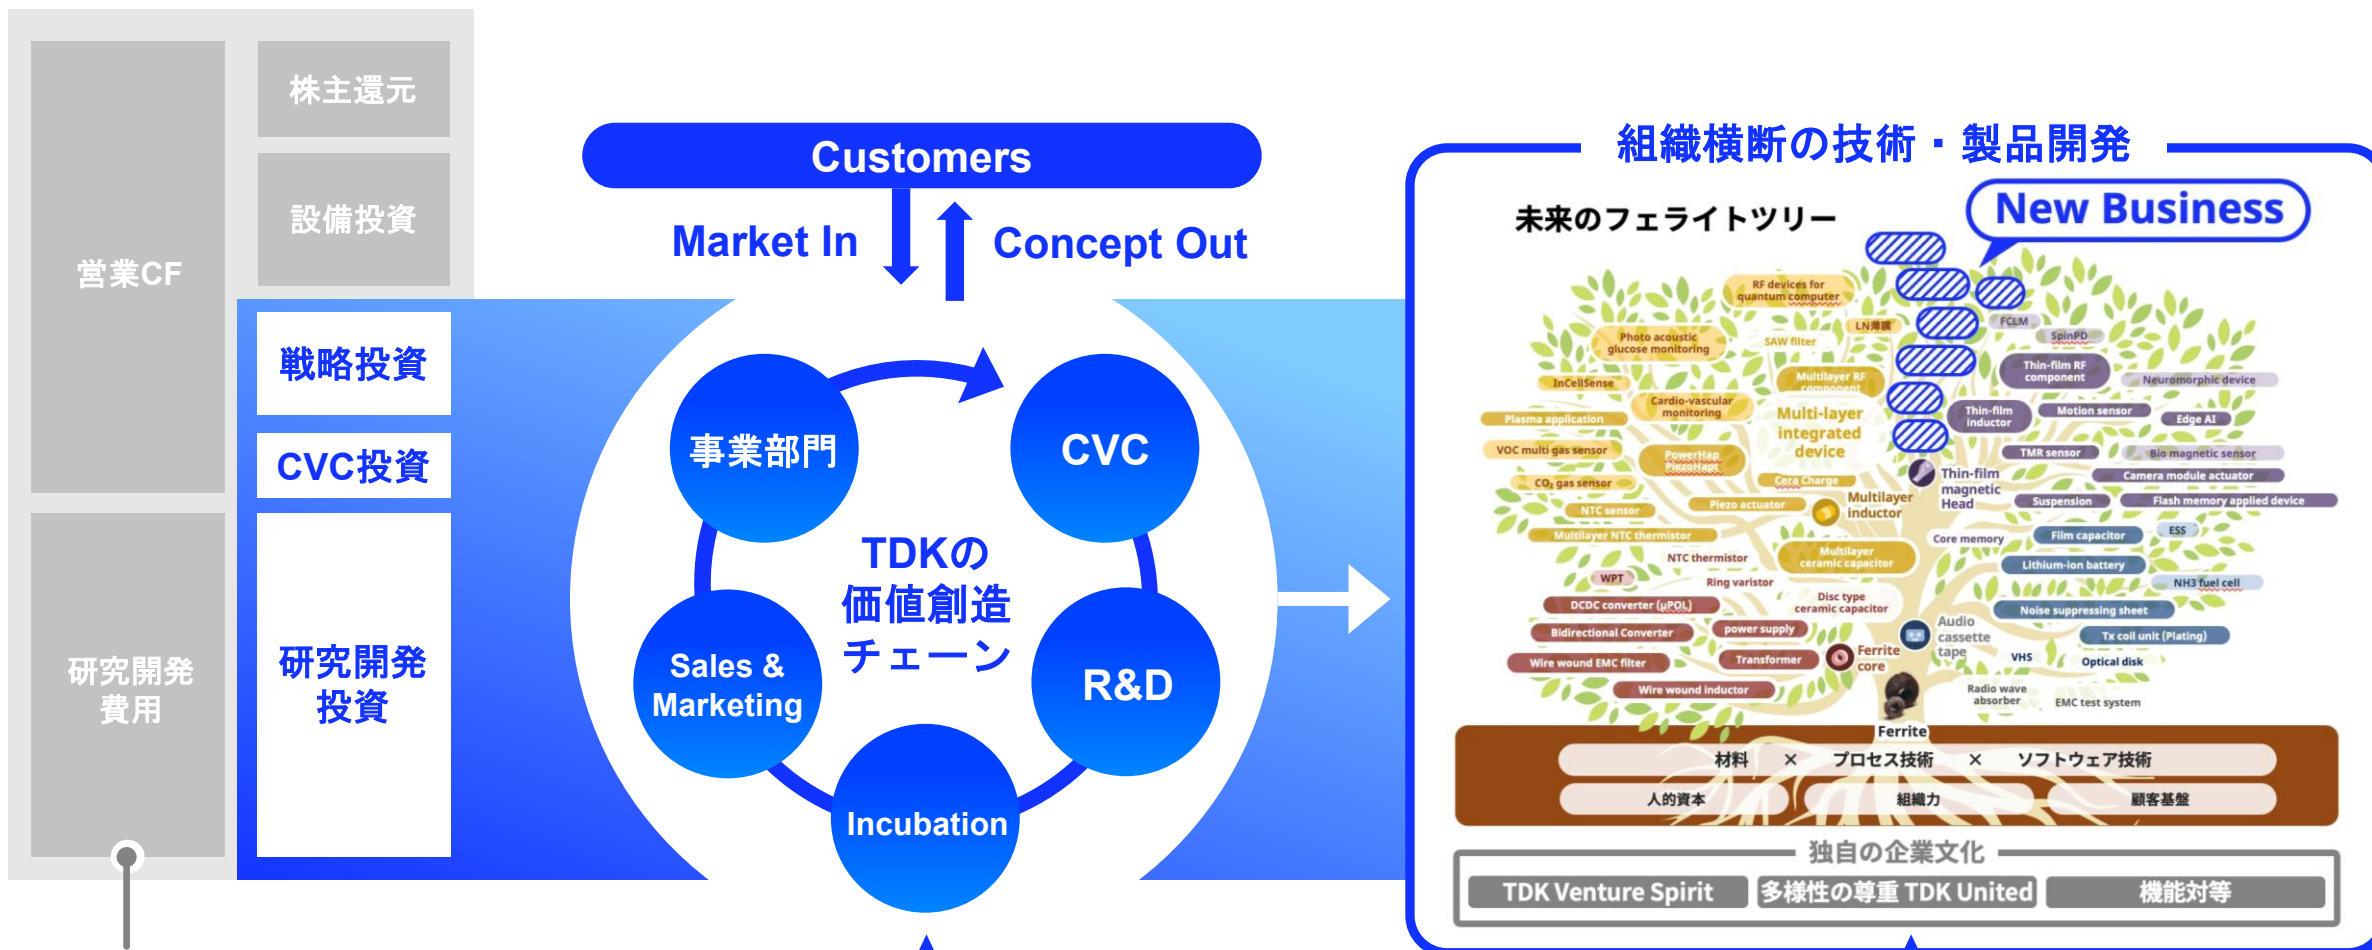 株主還元
設備投資
営業CF
戦略投資
CVC投資
研究開発
投資
研究開発
費用
Customers
Market In
Concept Out
事業部門
CVC
TDKの
価値創造
チェーン
Sales &
Marketing
R&D
Incubation
組織横断の技術・製品開発
未来のフェライトツリー
New Business
RF devices for
quantum computer
LN薄膜
FCLM
SpinPD
Photo acoustic
glucose monitoring
SAW filter
Thin-film RF
component
Neuromorphic device
InCellSense
Multilayer RF
component
Cardio-vascular
monitoring
Multi-layer
integrated
device
Thin-film
inductor
Motion sensor
Edge AI
Plasma application
VOC multi gas sensor
PowerHap
PiezoHapt
TMR sensor
Bio magnetic sensor
CO₂ gas sensor
Cera Charge
Thin-film
magnetic
Head
Camera module actuator
NTC sensor
Piezo actuator
Multilayer
inductor
Suspension
Flash memory applied device
Multilayer NTC thermistor
Core memory
Film capacitor
ESS
NTC thermistor
Multilayer
ceramic capacitor
Lithium-ion battery
WPT
Ring varistor
NH3 fuel cell
DCDC converter (μPOL)
Disc type
ceramic capacitor
Noise suppressing sheet
Bidirectional Converter
power supply
Audio
cassette
tape
Tx coil unit (Plating)
Wire wound EMC filter
Transformer
Ferrite
core
VHS
Optical disk
Wire wound inductor
Radio wave
absorber
EMC test system
Ferrite
材料 × プロセス技術 × ソフトウェア技術
人的資本
組織力
顧客基盤
独自の企業文化
TDK Venture Spirit
多様性の尊重 TDK United
機能対等